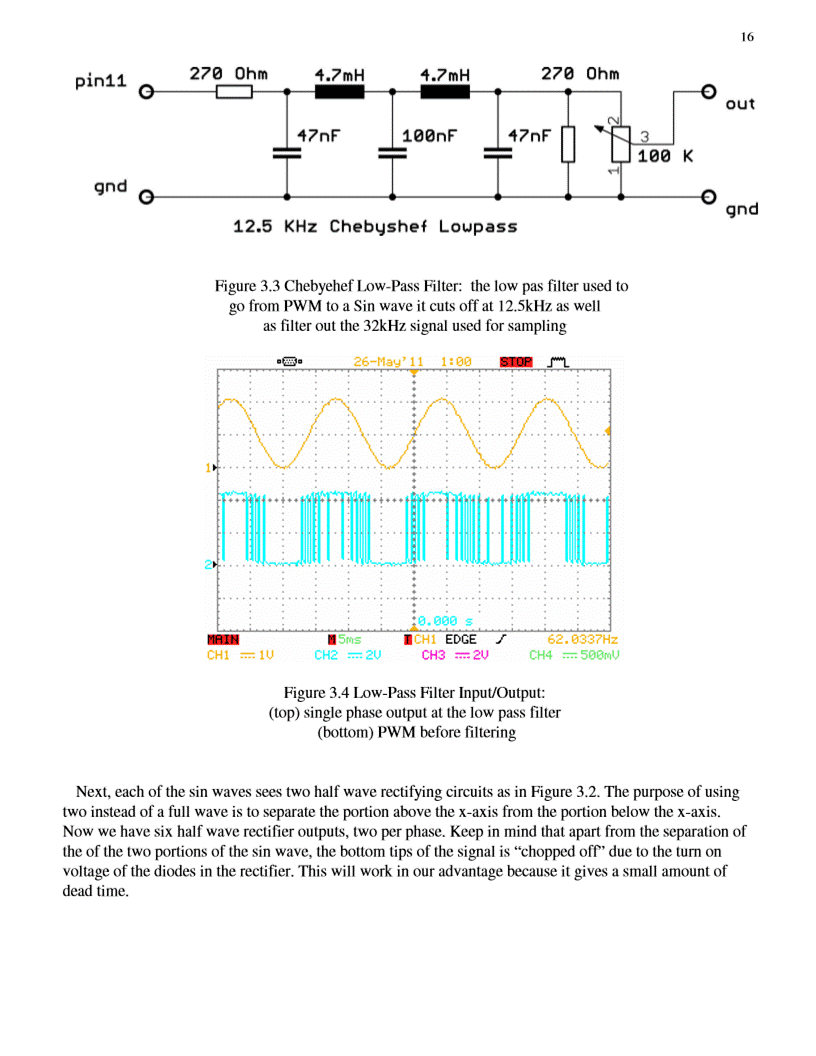 16
pin11
270 Ohm
4.7mH
4.7mH
270 Ohm
out
47nF
100nF
47nF
2
3
100 K
1
gnd
gnd
12.5 KHz Chebyshef Lowpass
Figure 3.3 Chebyehef Low-Pass Filter:  the low pas filter used to
go from PWM to a Sin wave it cuts off at 12.5kHz as well
as filter out the 32kHz signal used for sampling
26-May'11 1:00 STOP
1
2
0.000 s
MAIN M 5ms T CH1 EDGE 62.0337Hz
CH1 1V CH2 2V CH3 2V CH4 500mV
Figure 3.4 Low-Pass Filter Input/Output:
(top) single phase output at the low pass filter
(bottom) PWM before filtering
Next, each of the sin waves sees two half wave rectifying circuits as in Figure 3.2. The purpose of using
two instead of a full wave is to separate the portion above the x-axis from the portion below the x-axis.
Now we have six half wave rectifier outputs, two per phase. Keep in mind that apart from the separation of
the of the two portions of the sin wave, the bottom tips of the signal is “chopped off” due to the turn on
voltage of the diodes in the rectifier. This will work in our advantage because it gives a small amount of
dead time.